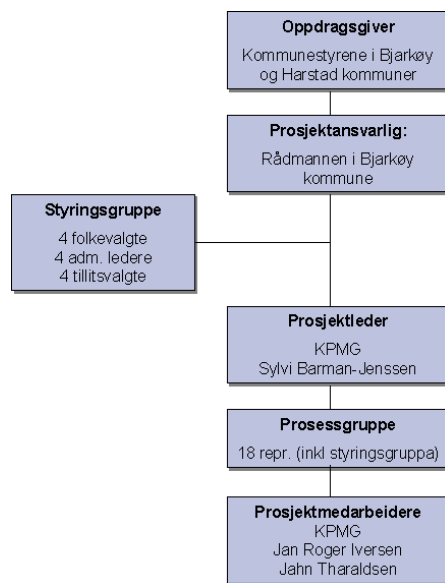 Oppdragsgiver
Kommunestyrene i Bjarkøy
og Harstad kommuner
Prosjektansvarlig:
Rådmannen i Bjarkøy
kommune
Styringsgruppe
4 folkevalgte
4 adm. ledere
4 tillitsvalgte
Prosjektleder
KPMG
Sylvi Barman-Jenssen
Prosessgruppe
18 repr. (inkl styringsgruppa)
Prosjektmedarbeidere
KPMG
Jan Roger Iversen
Jahn Tharaldsen